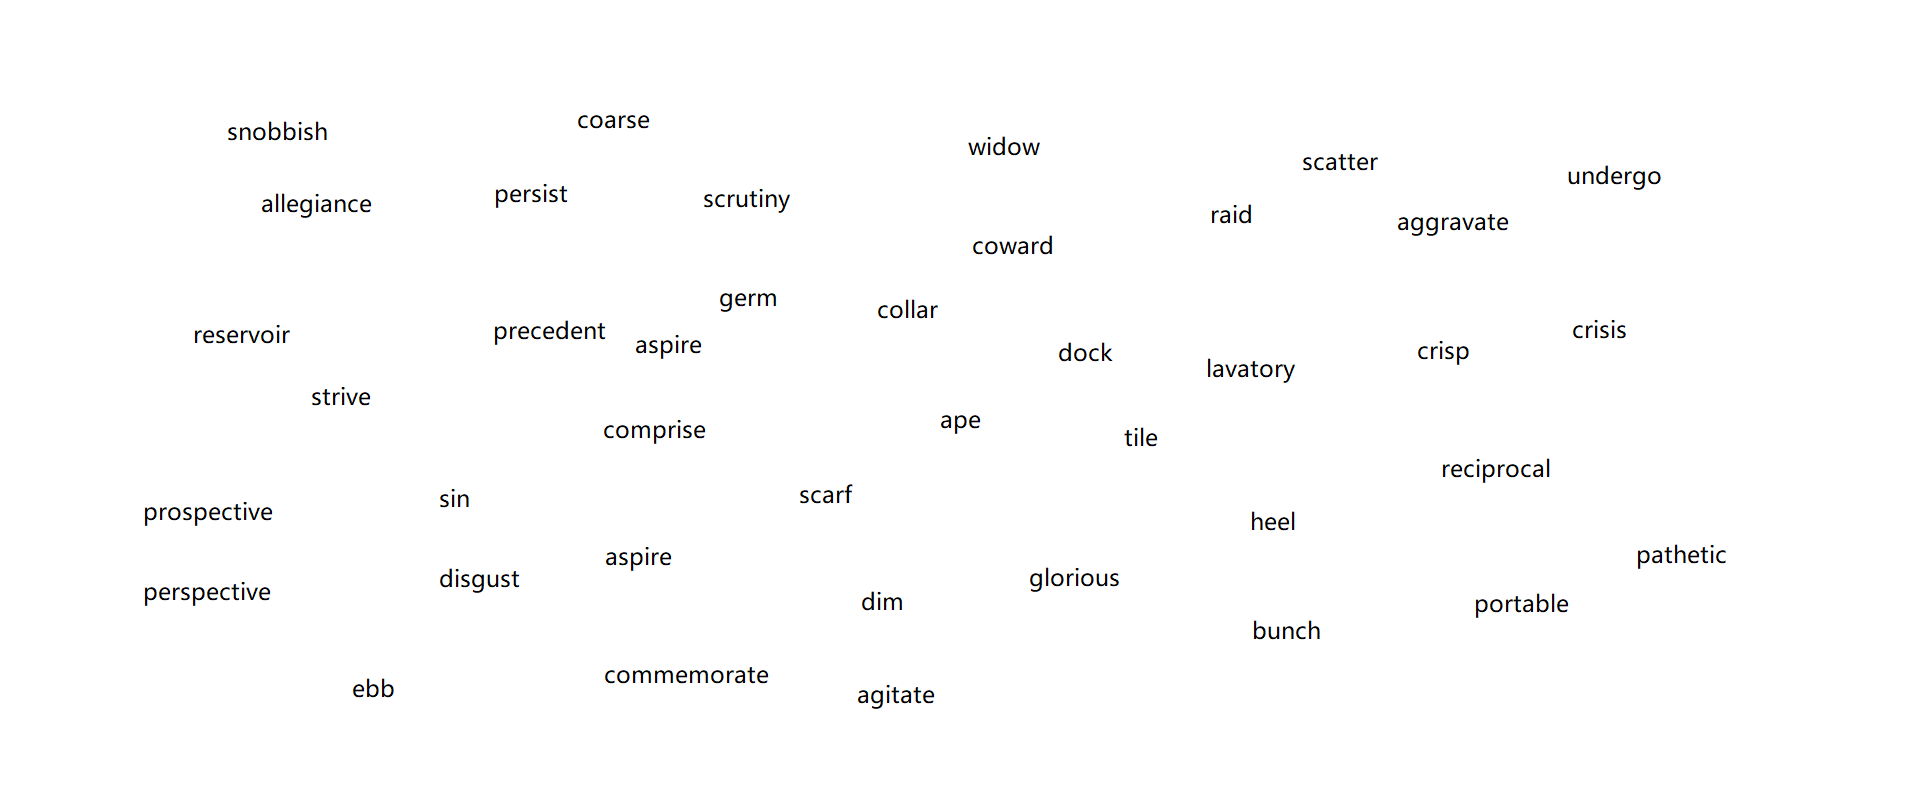 coarse
snobbish
widow
scatter
undergo
persist
scrutiny
allegiance
raid
aggravate
coward
germ
collar
crisis
precedent
reservoir
aspire
crisp
dock
lavatory
strive
ape
comprise
tile
reciprocal
scarf
sin
prospective
heel
pathetic
aspire
glorious
disgust
perspective
dim
portable
bunch
commemorate
ebb
agitate